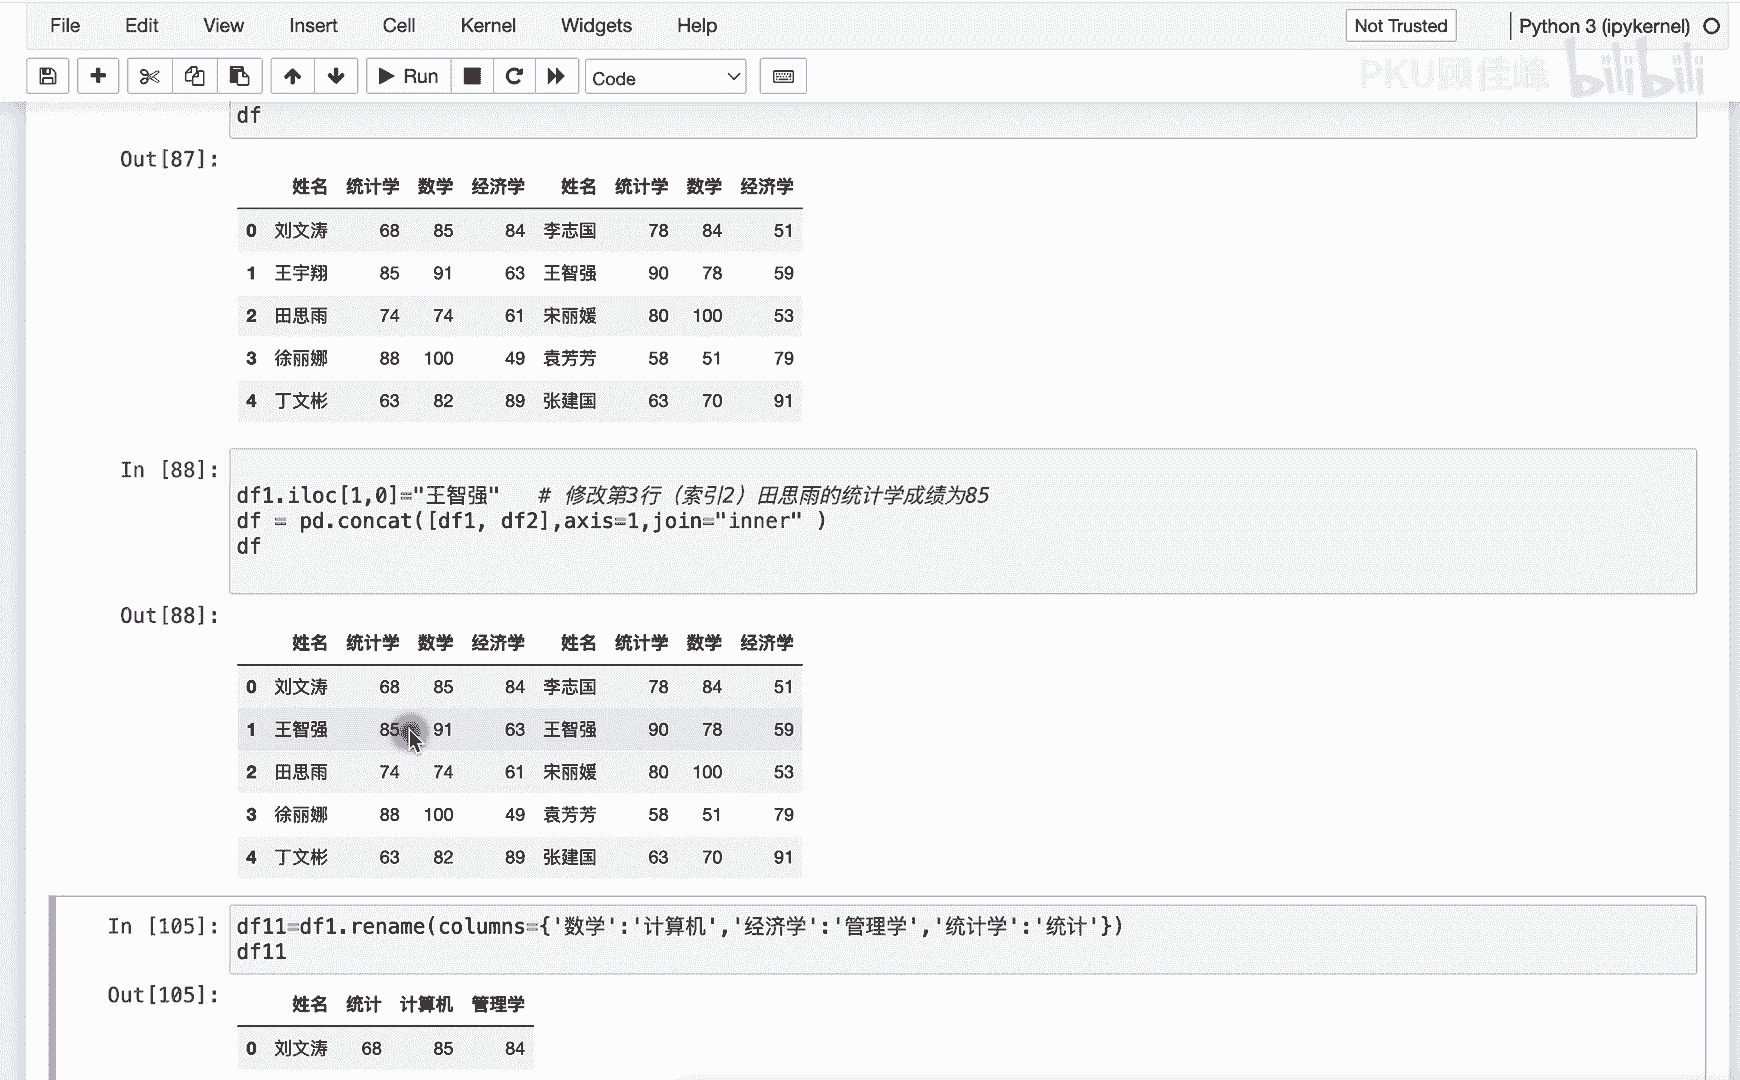 File Edit View Insert Cell Kernel Widgets Help Not Trusted Python 3 (ipykernel)
Run Code
PKU顾佳峰 bilibili
df
Out[87]:
姓名 统计学 数学 经济学 姓名 统计学 数学 经济学
0 刘文涛 68 85 84 李志国 78 84 51
1 王宇翔 85 91 63 王智强 90 78 59
2 田思雨 74 74 61 宋丽媛 80 100 53
3 徐丽娜 88 100 49 袁芳芳 58 51 79
4 丁文彬 63 82 89 张建国 63 70 91
In [88]:
df1.iloc[1,0]="王智强" # 修改第3行（索引2）田思雨的统计学成绩为85
df = pd.concat([df1, df2],axis=1,join="inner" )
df
Out[88]:
姓名 统计学 数学 经济学 姓名 统计学 数学 经济学
0 刘文涛 68 85 84 李志国 78 84 51
1 王智强 85 91 63 王智强 90 78 59
2 田思雨 74 74 61 宋丽媛 80 100 53
3 徐丽娜 88 100 49 袁芳芳 58 51 79
4 丁文彬 63 82 89 张建国 63 70 91
In [105]: df11=df1.rename(columns={'数学':'计算机','经济学':'管理学','统计学':'统计'})
df11
Out[105]:
姓名 统计 计算机 管理学
0 刘文涛 68 85 84